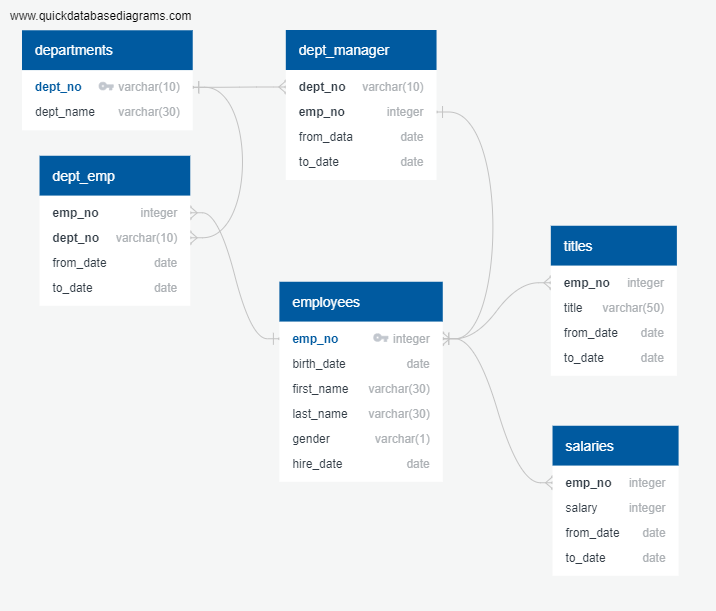 www.quickdatabasediagrams.com
departments
dept_no varchar(10)
dept_name varchar(30)
dept_manager
dept_no varchar(10)
emp_no integer
from_data date
to_date date
dept_emp
emp_no integer
dept_no varchar(10)
from_date date
to_date date
employees
emp_no integer
birth_date date
first_name varchar(30)
last_name varchar(30)
gender varchar(1)
hire_date date
titles
emp_no integer
title varchar(50)
from_date date
to_date date
salaries
emp_no integer
salary integer
from_date date
to_date date